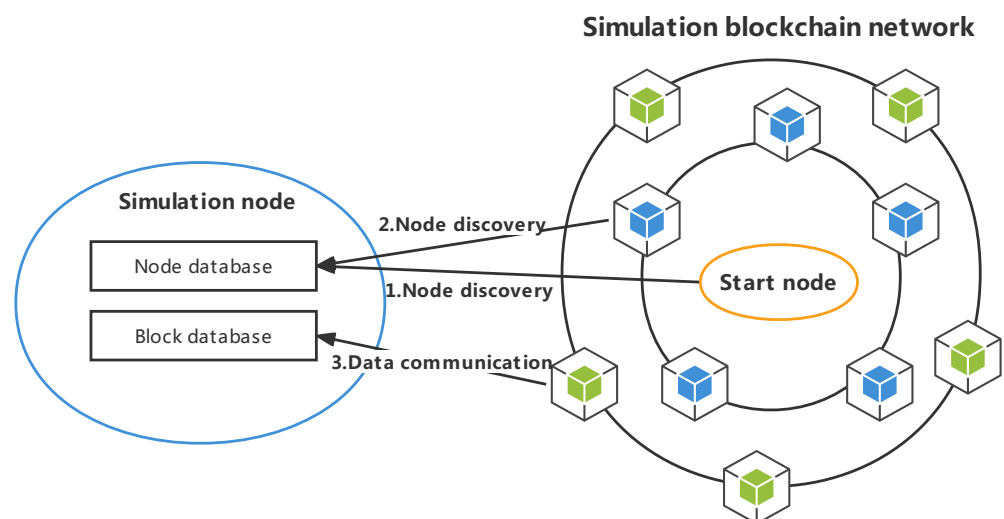 Simulation blockchain network
Simulation node
2.Node discovery
Node database
Start node
1.Node discovery
Block database
3.Data communication